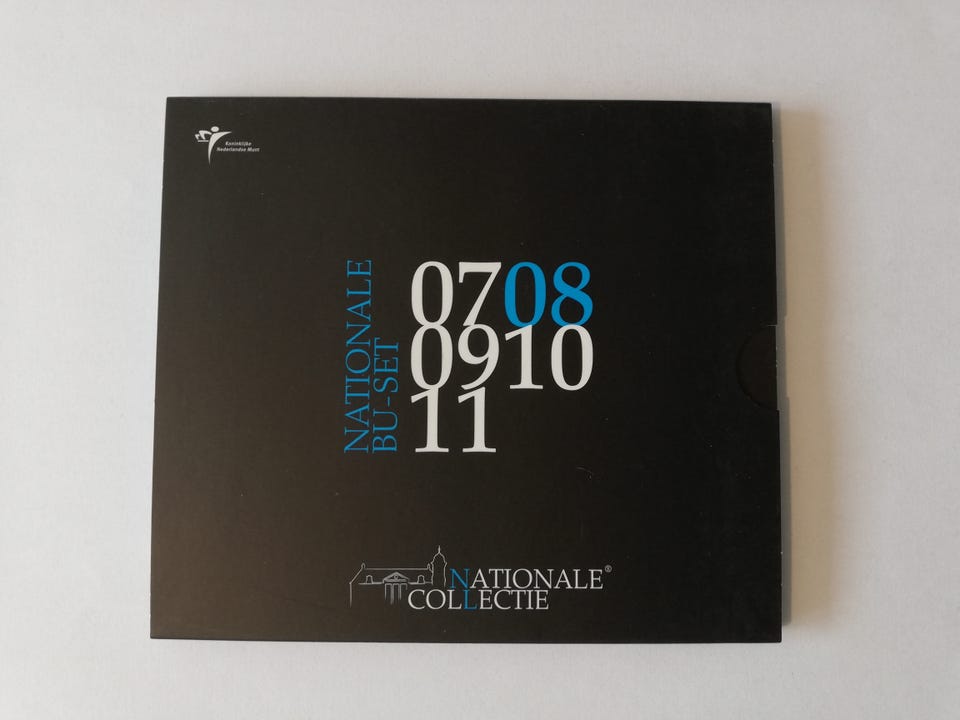 Koninklijke
Nederlandse Munt
NATIONALE
BU-SET
0708
0910
11
NATIONALE®
COLLECTIE